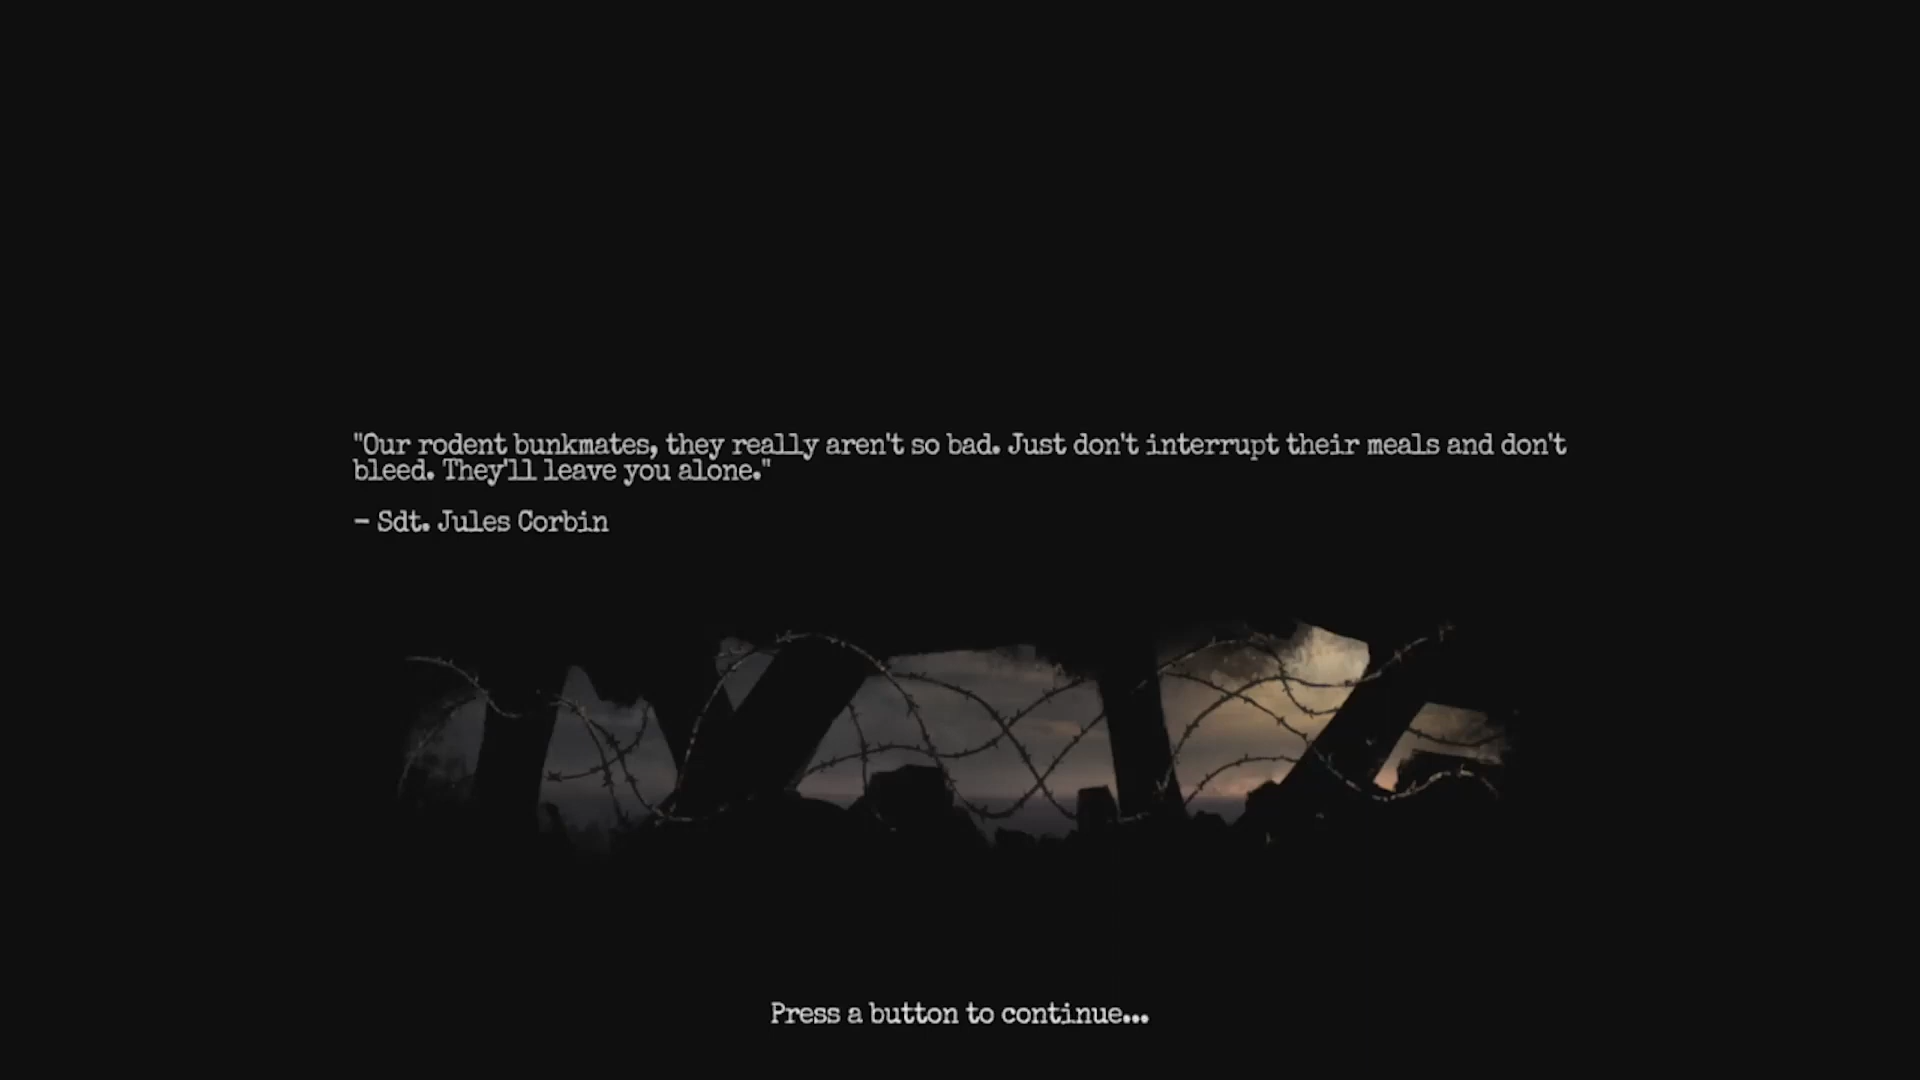 "Our rodent bunkmates, they really aren't so bad. Just don't interrupt their meals and don't
bleed. They'll leave you alone."
- Sdt. Jules Corbin
Press a button to continue...